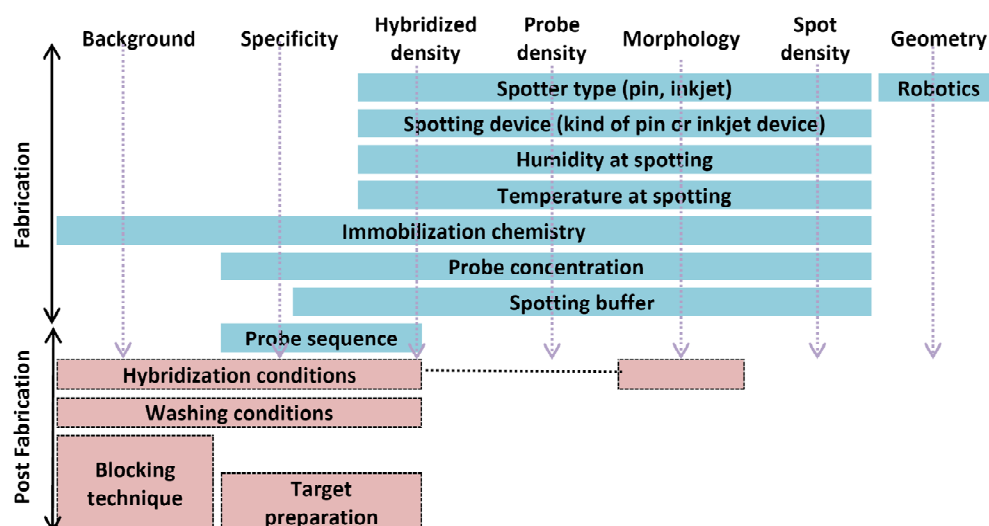 Background
Specificity
Hybridized
density
Probe
density
Morphology
Spot
density
Geometry
Spotter type (pin, inkjet)
Robotics
Spotting device (kind of pin or inkjet device)
Humidity at spotting
Temperature at spotting
Immobilization chemistry
Probe concentration
Spotting buffer
Probe sequence
Fabrication
Hybridization conditions
Washing conditions
Blocking
technique
Target
preparation
Post Fabrication